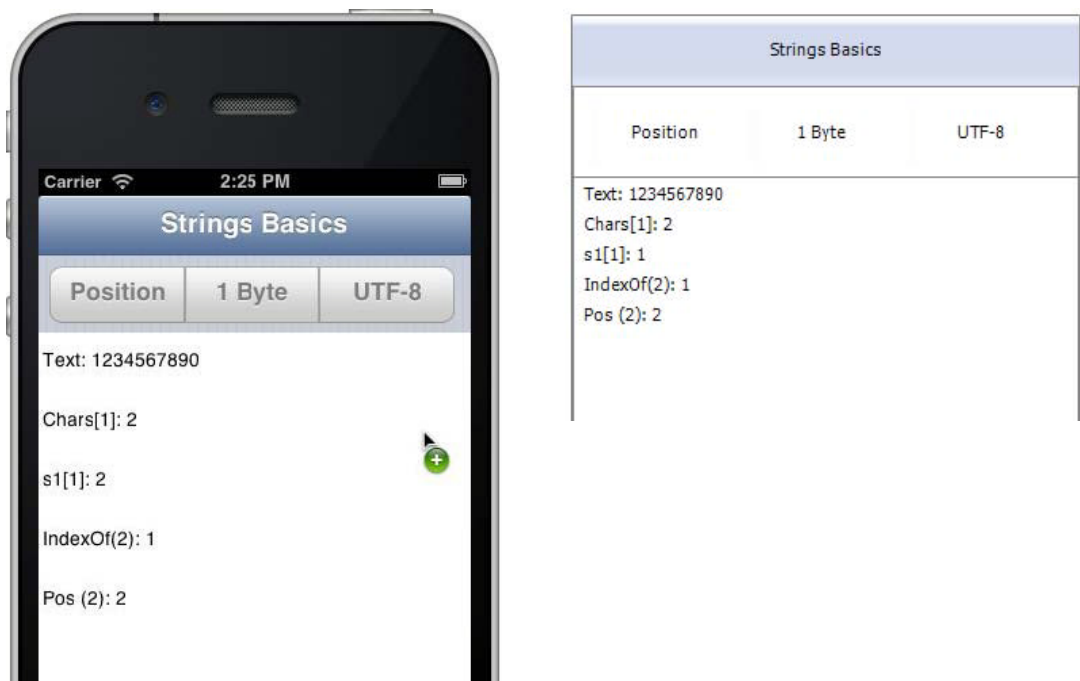 Carrier 2:25 PM
Strings Basics
Position 1 Byte UTF-8
Text: 1234567890
Chars[1]: 2
s1[1]: 2
IndexOf(2): 1
Pos (2): 2
Strings Basics
Position 1 Byte UTF-8
Text: 1234567890
Chars[1]: 2
s1[1]: 1
IndexOf(2): 1
Pos (2): 2